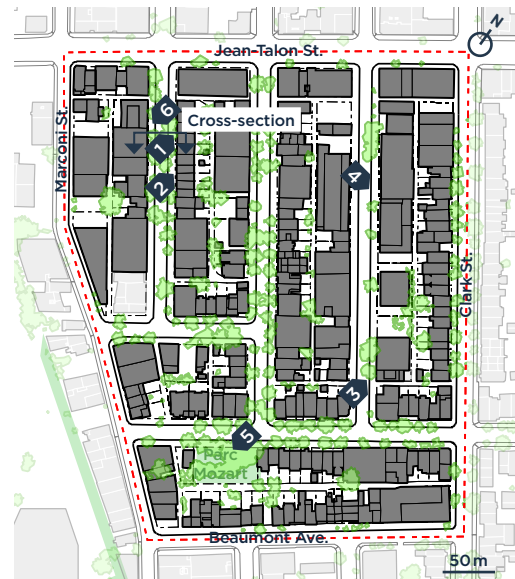 N
Jean-Talon St.
6
Cross-section
1
Marconi St.
2
4
Clark St.
3
5
Parc
Mozart
Beaumont Ave.
50 m